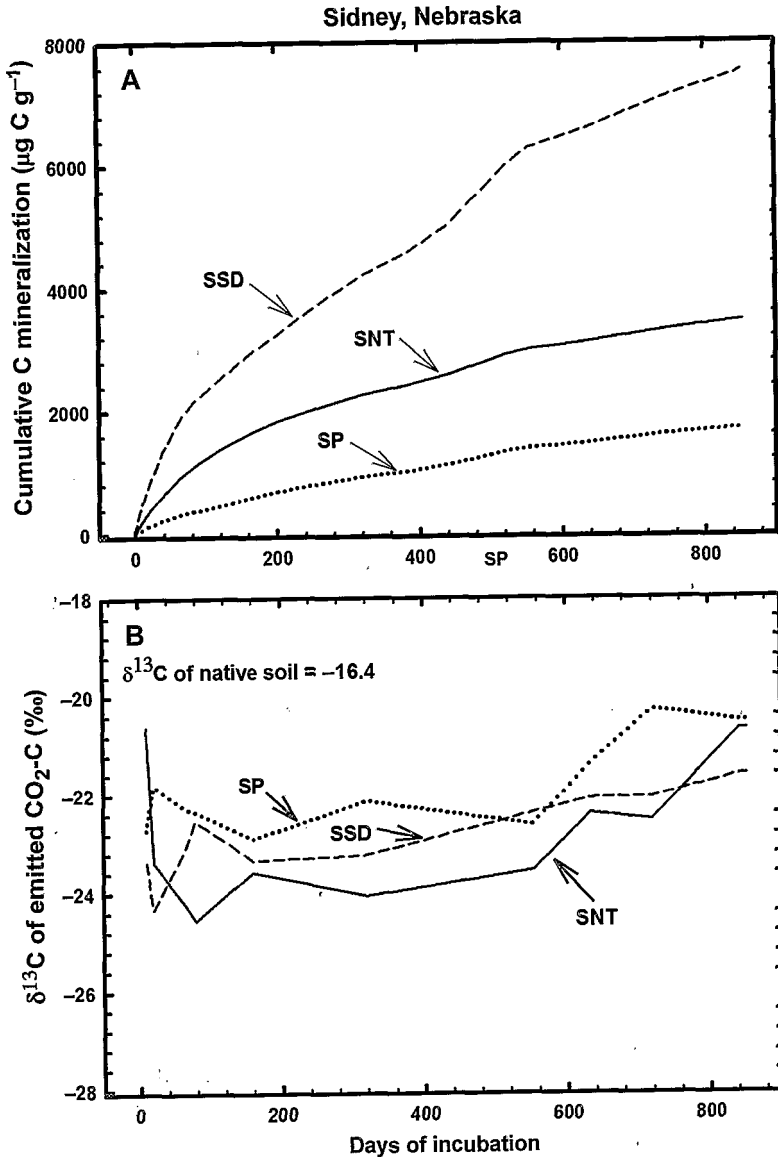 Sidney, Nebraska
A
Cumulative C mineralization (μg C g⁻¹)
8000
6000
4000
2000
0
SSD
SNT
SP
0 200 400 SP 600 800
B
δ¹³C of native soil = −16.4
δ¹³C of emitted CO₂-C (‰)
−18
−20
−22
−24
−26
−28
SP
SSD
SNT
0 200 400 600 800
Days of incubation